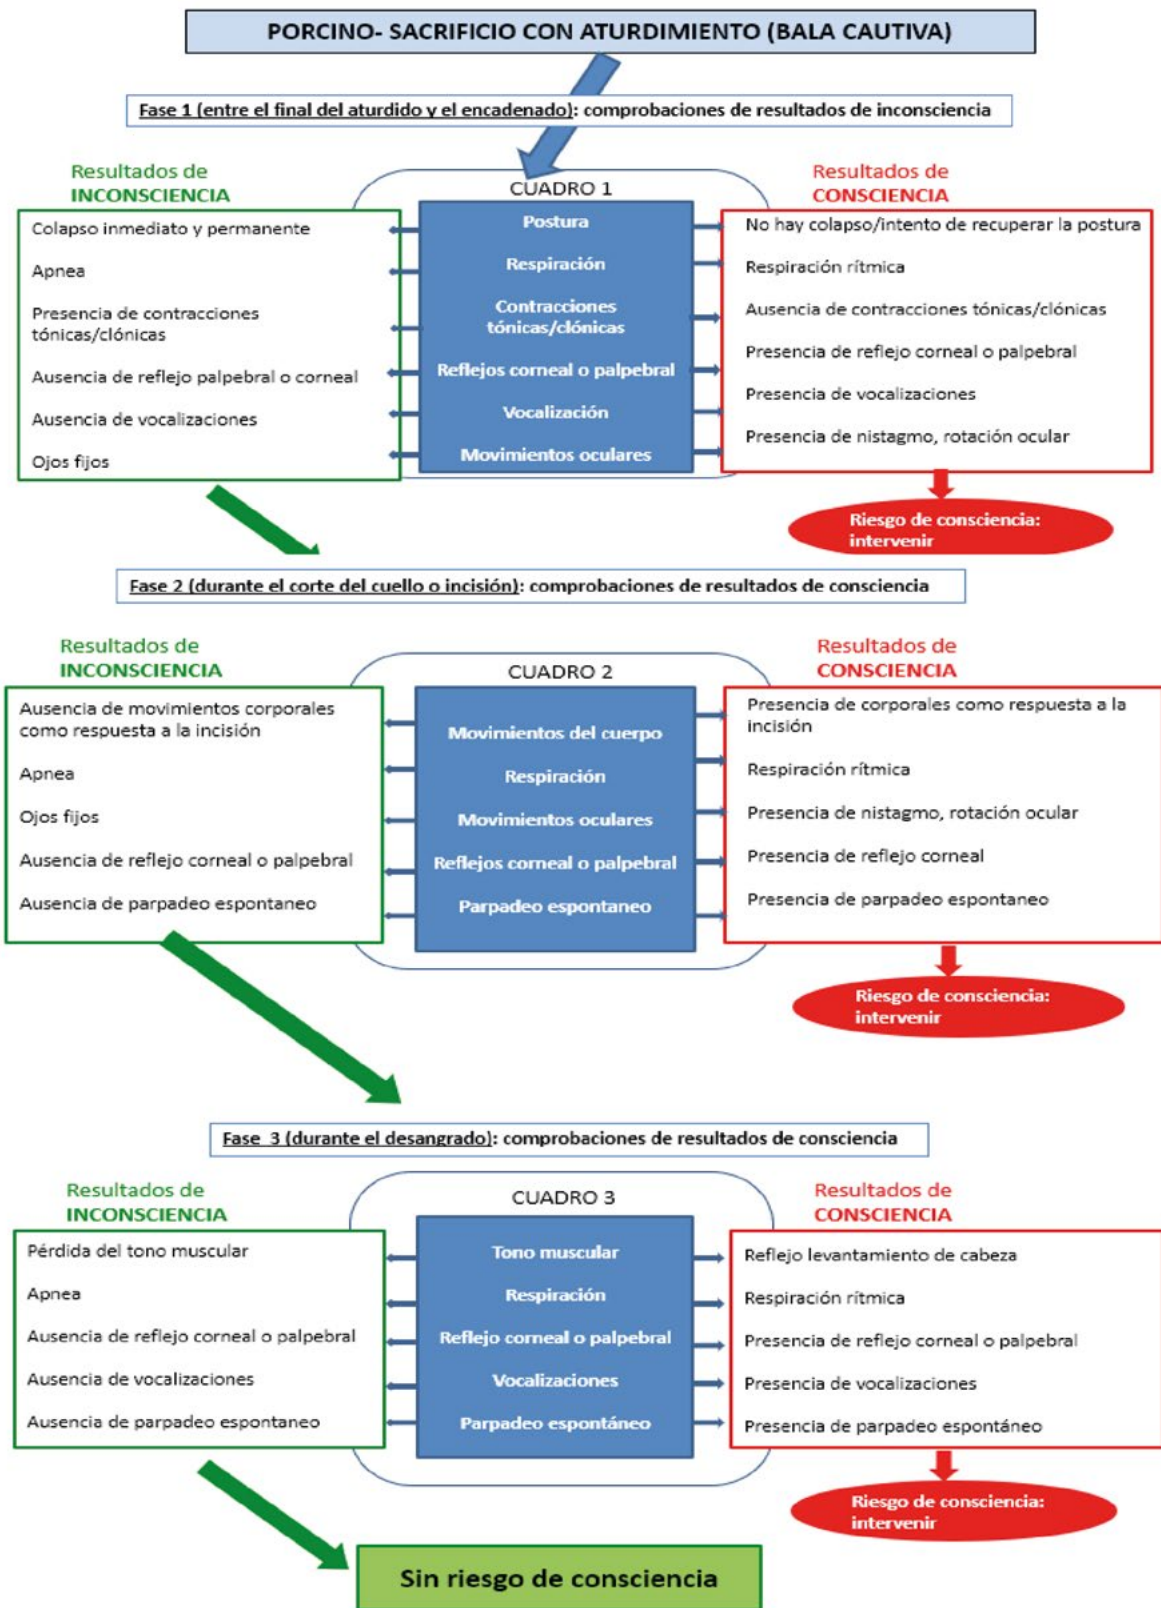 PORCINO- SACRIFICIO CON ATURDIMIENTO (BALA CAUTIVA)
Fase 1 (entre el final del aturdido y el encadenado): comprobaciones de resultados de inconsciencia
Resultados de
INCONSCIENCIA
Colapso inmediato y permanente
Apnea
Presencia de contracciones
tónicas/clónicas
Ausencia de reflejo palpebral o corneal
Ausencia de vocalizaciones
Ojos fijos
CUADRO 1
Postura
Respiración
Contracciones
tónicas/clónicas
Reflejos corneal o palpebral
Vocalización
Movimientos oculares
Resultados de
CONSCIENCIA
No hay colapso/intento de recuperar la postura
Respiración rítmica
Ausencia de contracciones tónicas/clónicas
Presencia de reflejo corneal o palpebral
Presencia de vocalizaciones
Presencia de nistagmo, rotación ocular
Riesgo de consciencia:
intervenir
Fase 2 (durante el corte del cuello o incisión): comprobaciones de resultados de consciencia
Resultados de
INCONSCIENCIA
Ausencia de movimientos corporales
como respuesta a la incisión
Apnea
Ojos fijos
Ausencia de reflejo corneal o palpebral
Ausencia de parpadeo espontaneo
CUADRO 2
Movimientos del cuerpo
Respiración
Movimientos oculares
Reflejos corneal o palpebral
Parpadeo espontaneo
Resultados de
CONSCIENCIA
Presencia de corporales como respuesta a la
incisión
Respiración rítmica
Presencia de nistagmo, rotación ocular
Presencia de reflejo corneal
Presencia de parpadeo espontaneo
Riesgo de consciencia:
intervenir
Fase 3 (durante el desangrado): comprobaciones de resultados de consciencia
Resultados de
INCONSCIENCIA
Pérdida del tono muscular
Apnea
Ausencia de reflejo corneal o palpebral
Ausencia de vocalizaciones
Ausencia de parpadeo espontaneo
CUADRO 3
Tono muscular
Respiración
Reflejo corneal o palpebral
Vocalizaciones
Parpadeo espontáneo
Resultados de
CONSCIENCIA
Reflejo levantamiento de cabeza
Respiración rítmica
Presencia de reflejo corneal o palpebral
Presencia de vocalizaciones
Presencia de parpadeo espontáneo
Riesgo de consciencia:
intervenir
Sin riesgo de consciencia